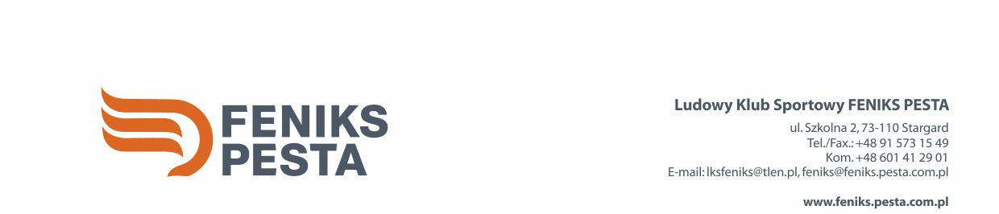 FENIKS
PESTA
Ludowy Klub Sportowy FENIKS PESTA
ul. Szkolna 2, 73-110 Stargard
Tel./Fax.: +48 91 573 15 49
Kom. +48 601 41 29 01
E-mail: lksfeniks@tlen.pl, feniks@feniks.pesta.com.pl
www.feniks.pesta.com.pl